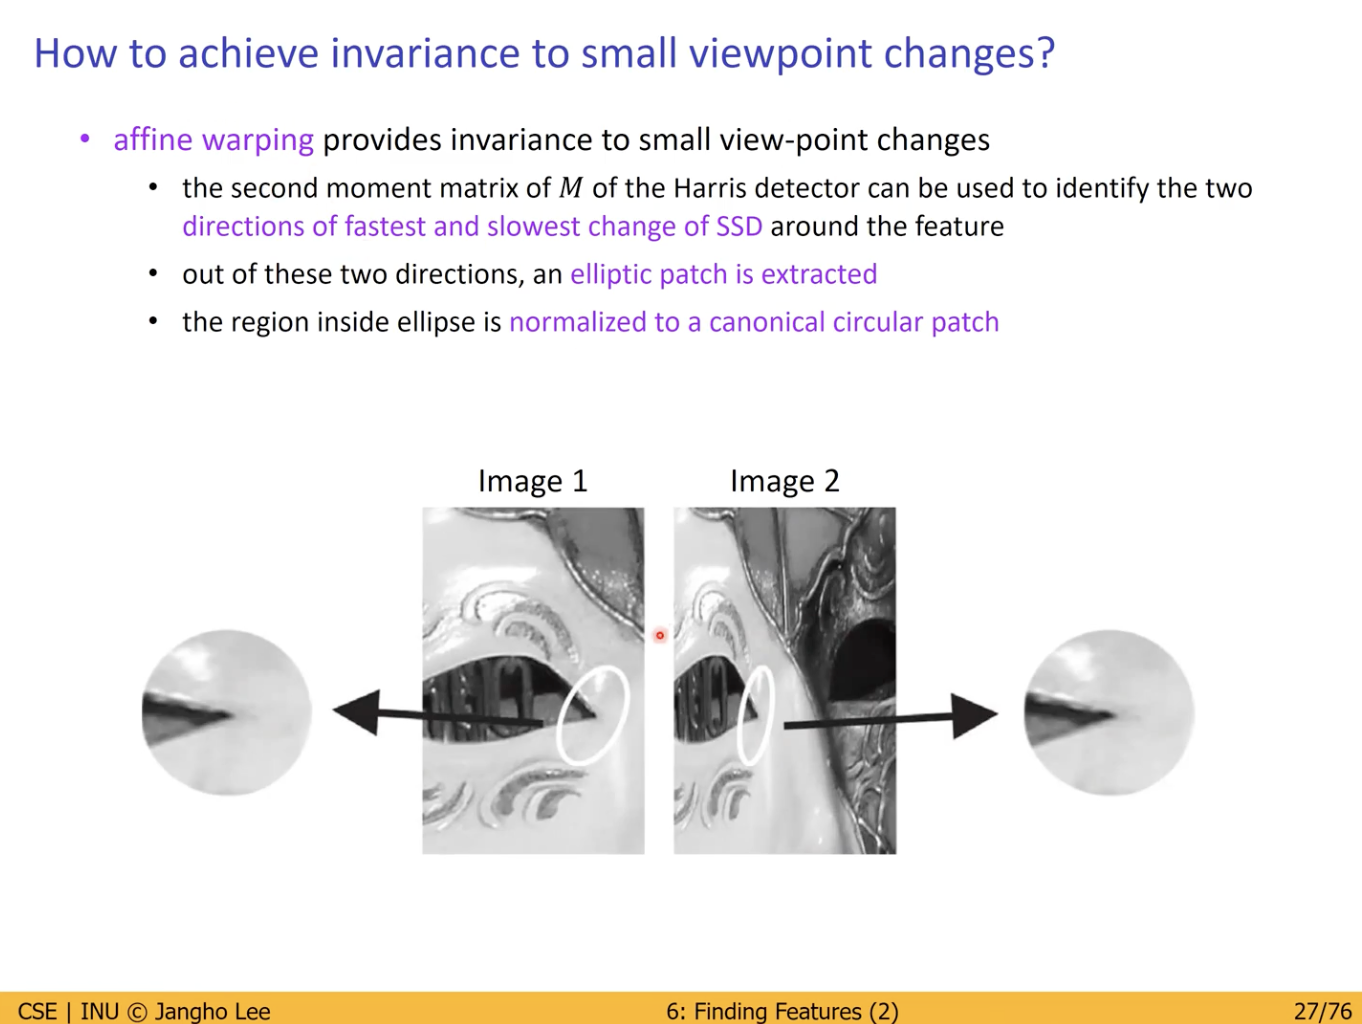 How to achieve invariance to small viewpoint changes?
• affine warping provides invariance to small view-point changes
• the second moment matrix of M of the Harris detector can be used to identify the two
directions of fastest and slowest change of SSD around the feature
• out of these two directions, an elliptic patch is extracted
• the region inside ellipse is normalized to a canonical circular patch
Image 1 Image 2
CSE | INU © Jangho Lee 6: Finding Features (2) 27/76